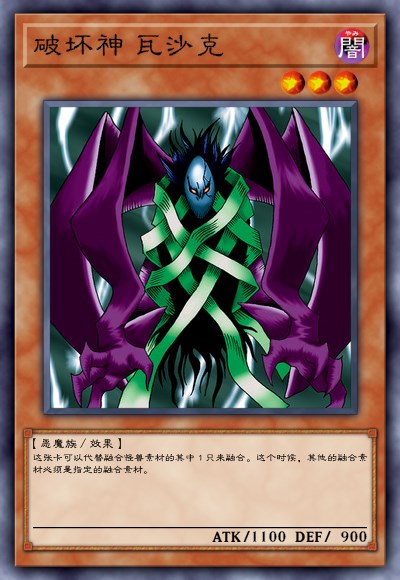 破坏神 瓦沙克
やみ
闇
【恶魔族／效果】
这张卡可以代替融合怪兽素材的其中1只来融合。这个时候，其他的融合素
材必须是指定的融合素材。
ATK/1100 DEF/ 900